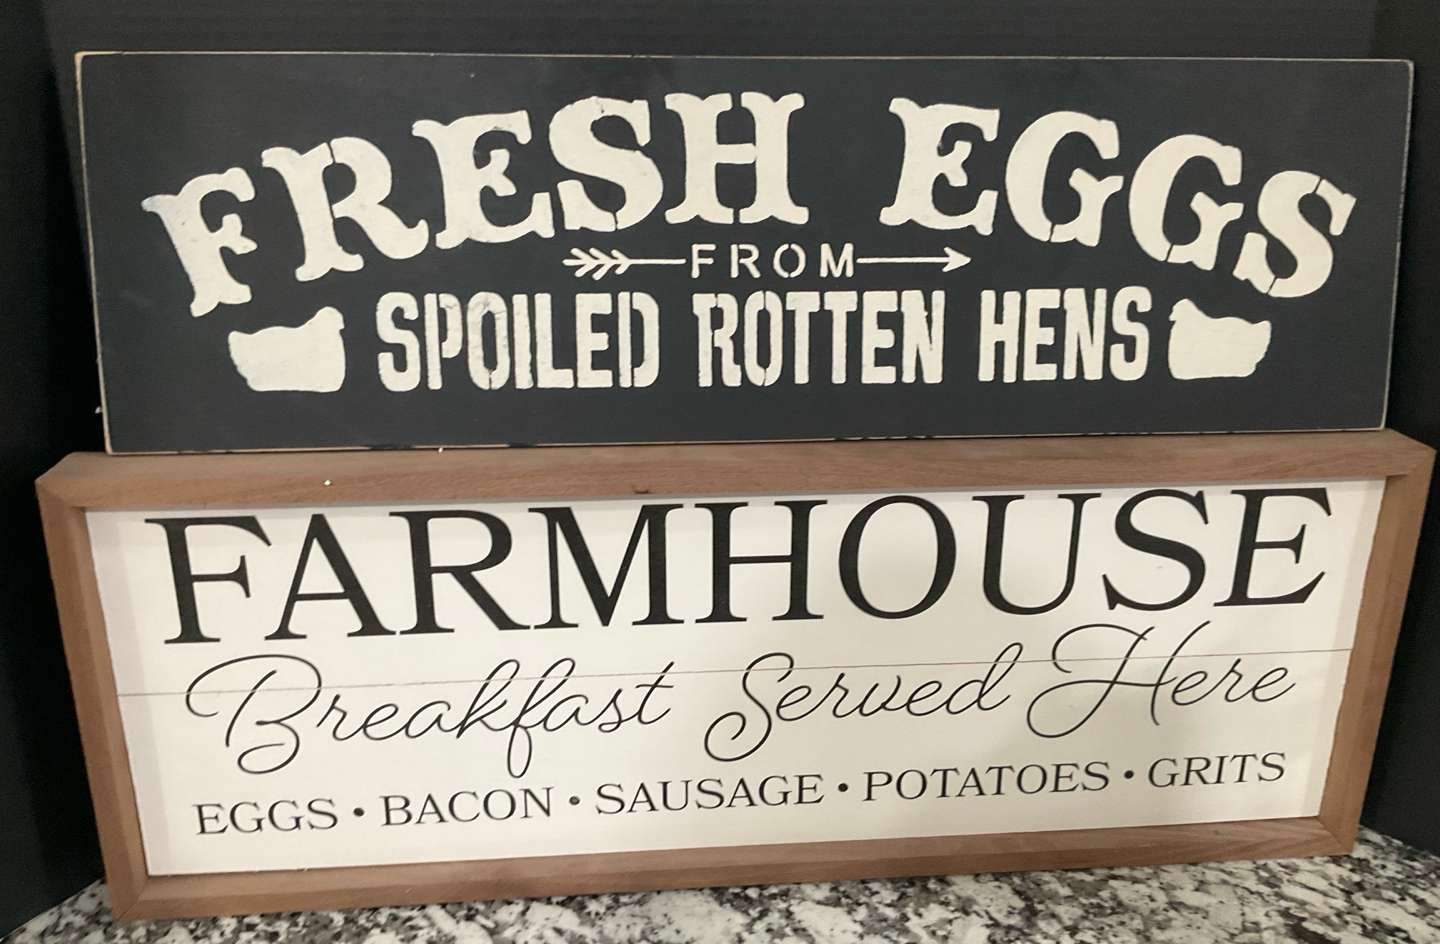 FRESH EGGS
FROM
SPOILED ROTTEN HENS
FARMHOUSE
Breakfast Served Here
EGGS • BACON • SAUSAGE • POTATOES • GRITS